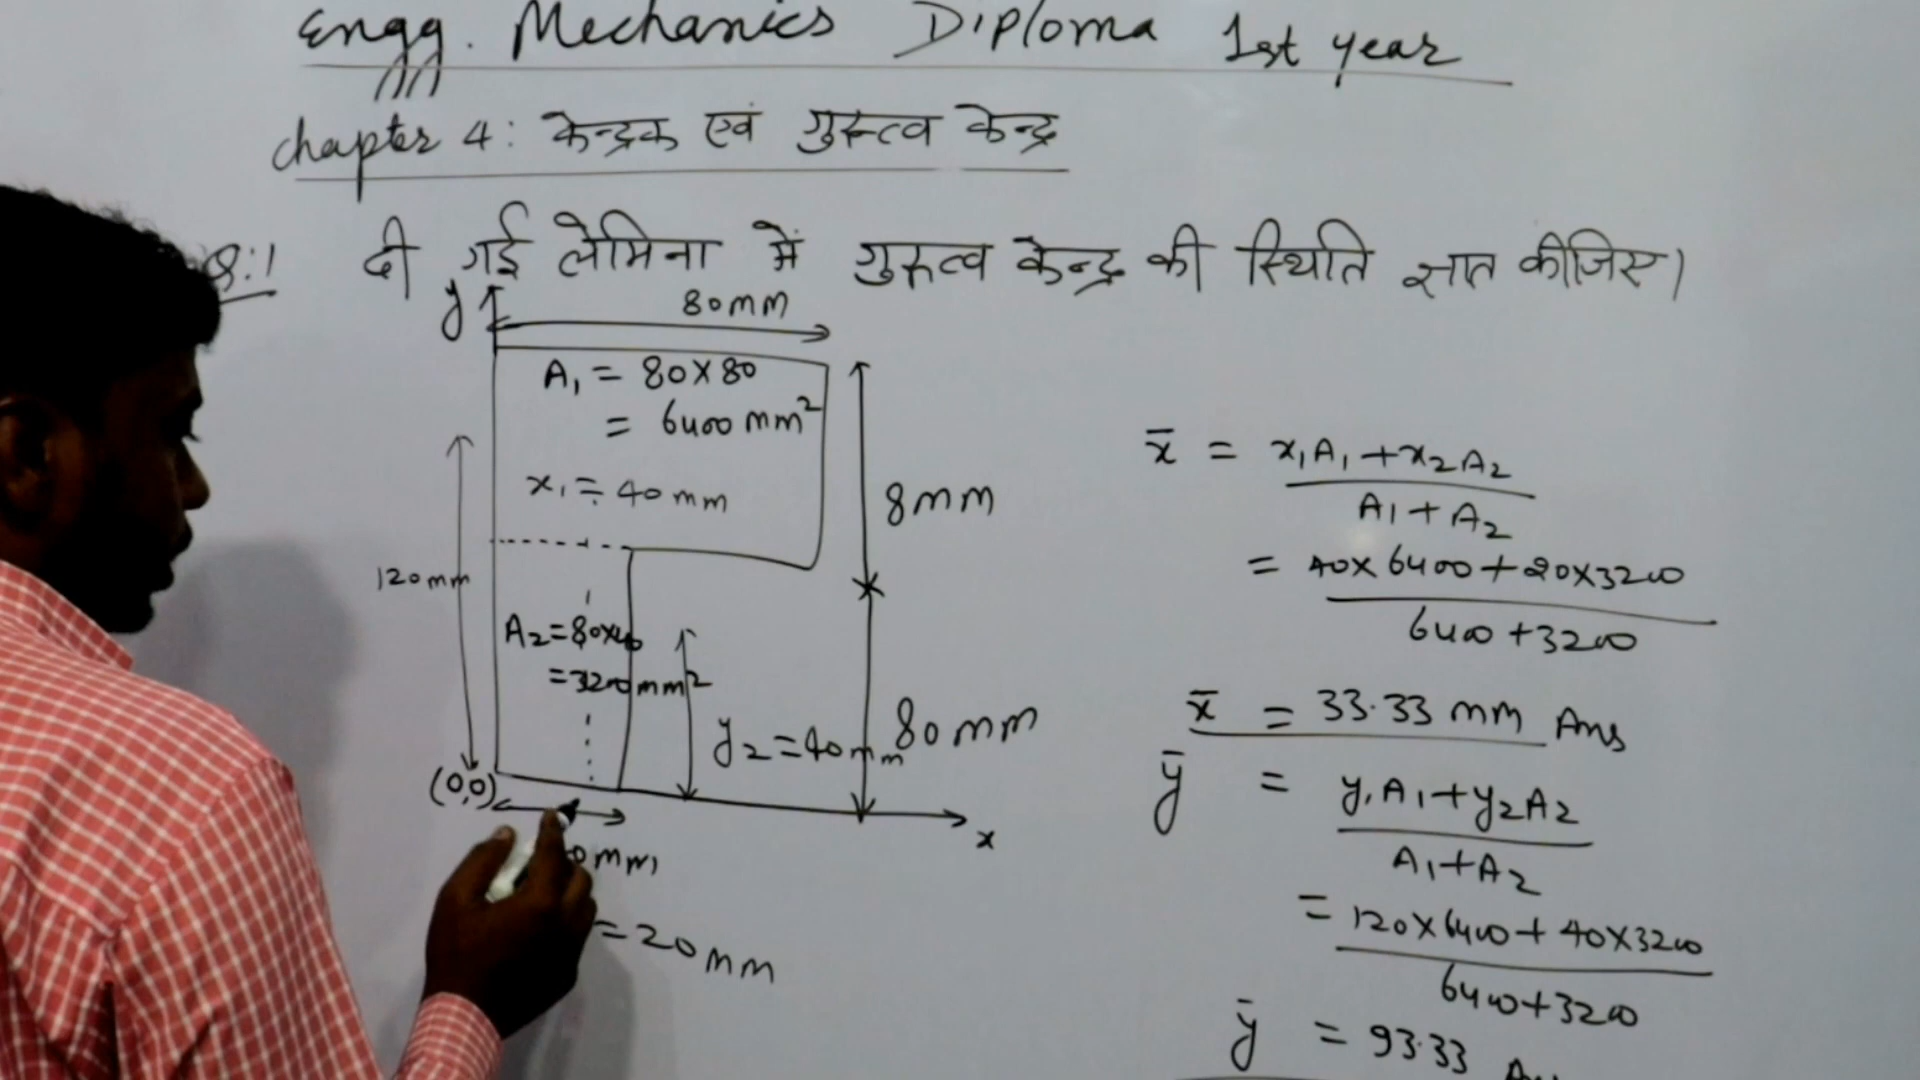 Engg. Mechanics Diploma 1st year
chapter 4: केन्द्रक एवं गुरुत्व केन्द्र
Q:1 दी गई लेमिना में गुरुत्व केन्द्र की स्थिति ज्ञात कीजिए।
y
80mm
A₁ = 80×80
= 6400 mm²
x₁ = 40 mm
8mm
120mm
A₂=80×40
=3200mm²
y₂=40mm
80mm
(0,0)
x
0mm
=20mm
x̄ = x₁A₁+x₂A₂
A₁+A₂
= 40×6400+20×3200
6400+3200
x̄ = 33.33 mm Ans
ȳ = y₁A₁+y₂A₂
A₁+A₂
= 120×6400+40×3200
6400+3200
ȳ = 93.33